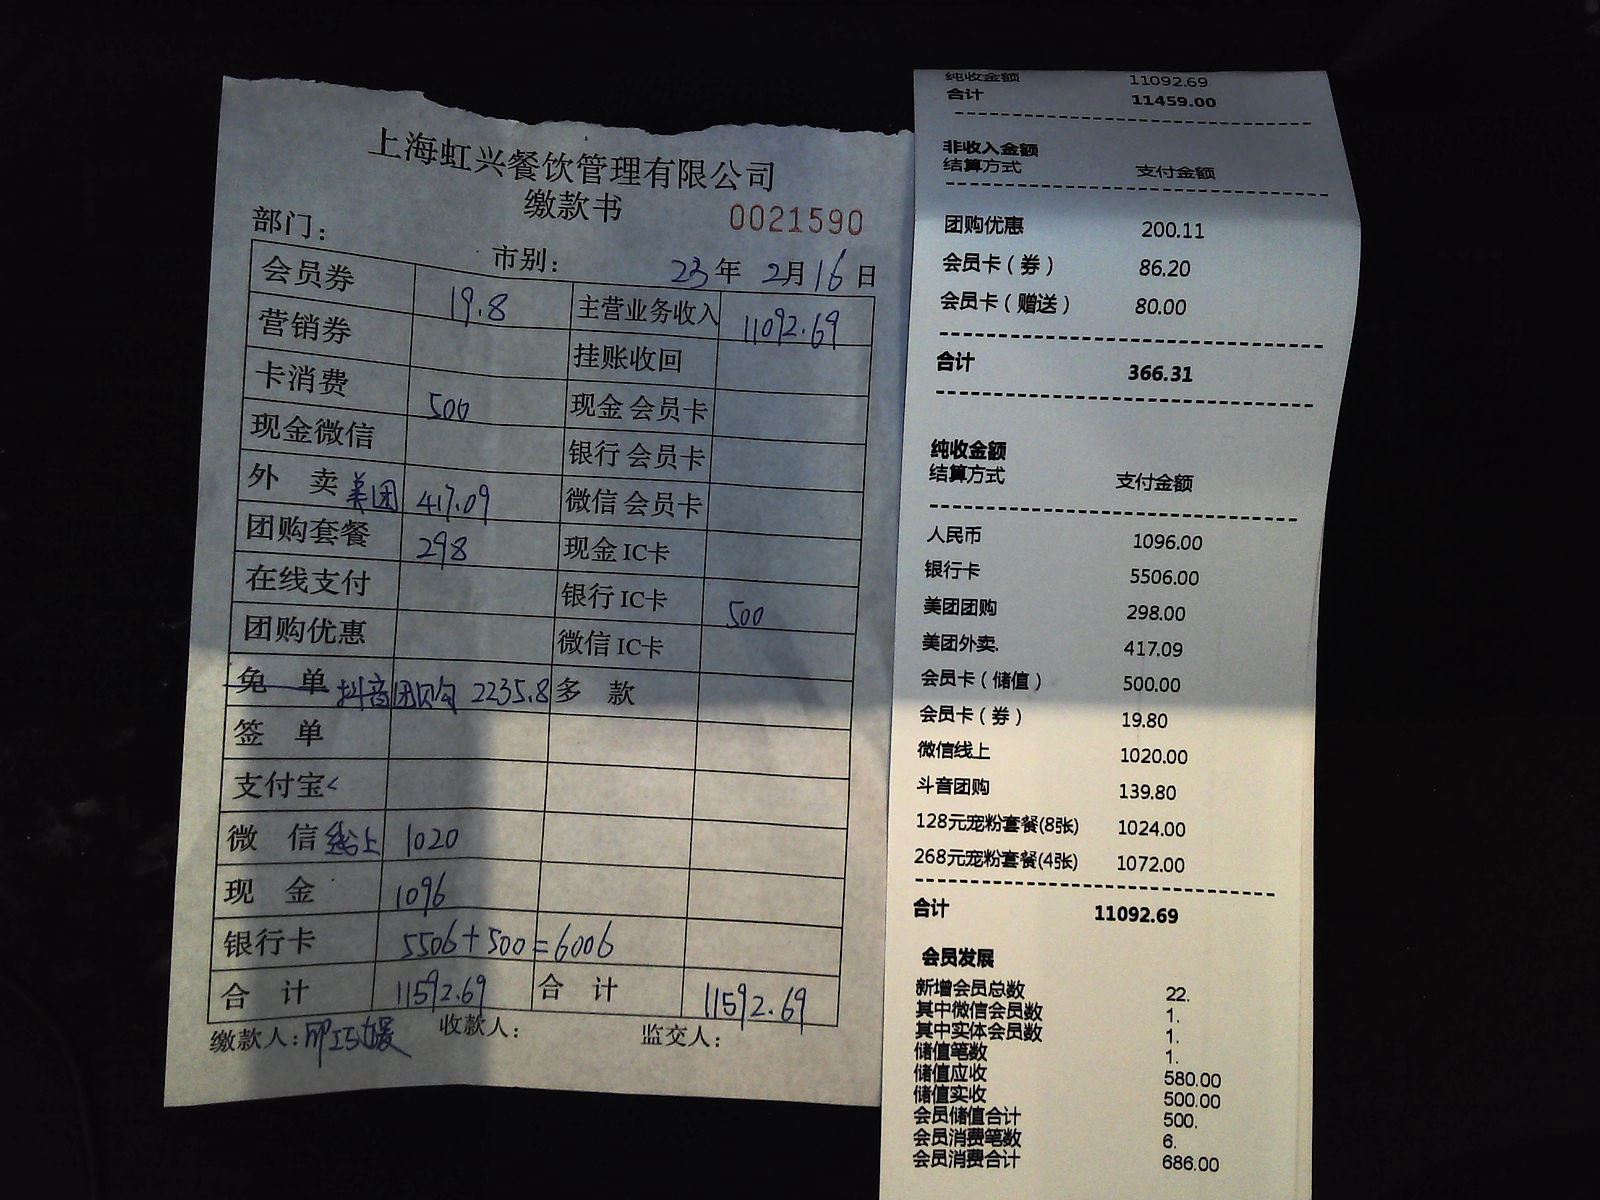 上海虹兴餐饮管理有限公司
缴款书 0021590
部门： 市别： 23年 2月16日
会员券 19.8 主营业务收入 11092.69
营销券 挂账收回
卡消费 500 现金会员卡
现金微信 银行会员卡
外卖 美团 417.09 微信会员卡
团购套餐 298 现金IC卡
在线支付 银行IC卡 500
团购优惠 微信IC卡
免单 抖音团购 2235.8 多款
签单
支付宝
微信 线上 1020
现金 1096
银行卡 5506+500=6006
合计 11592.69 合计 11592.69
缴款人： 收款人： 监交人：
纯收金额 11092.69
合计 11459.00
非收入金额
结算方式 支付金额
团购优惠 200.11
会员卡（券） 86.20
会员卡（赠送） 80.00
合计 366.31
纯收金额
结算方式 支付金额
人民币 1096.00
银行卡 5506.00
美团团购 298.00
美团外卖. 417.09
会员卡（储值） 500.00
会员卡（券） 19.80
微信线上 1020.00
斗音团购 139.80
128元宠粉套餐(8张) 1024.00
268元宠粉套餐(4张) 1072.00
合计 11092.69
会员发展
新增会员总数 22.
其中微信会员数 1.
其中实体会员数 1.
储值笔数 1.
储值应收 580.00
储值实收 500.00
会员储值合计 500.
会员消费笔数 6.
会员消费合计 686.00